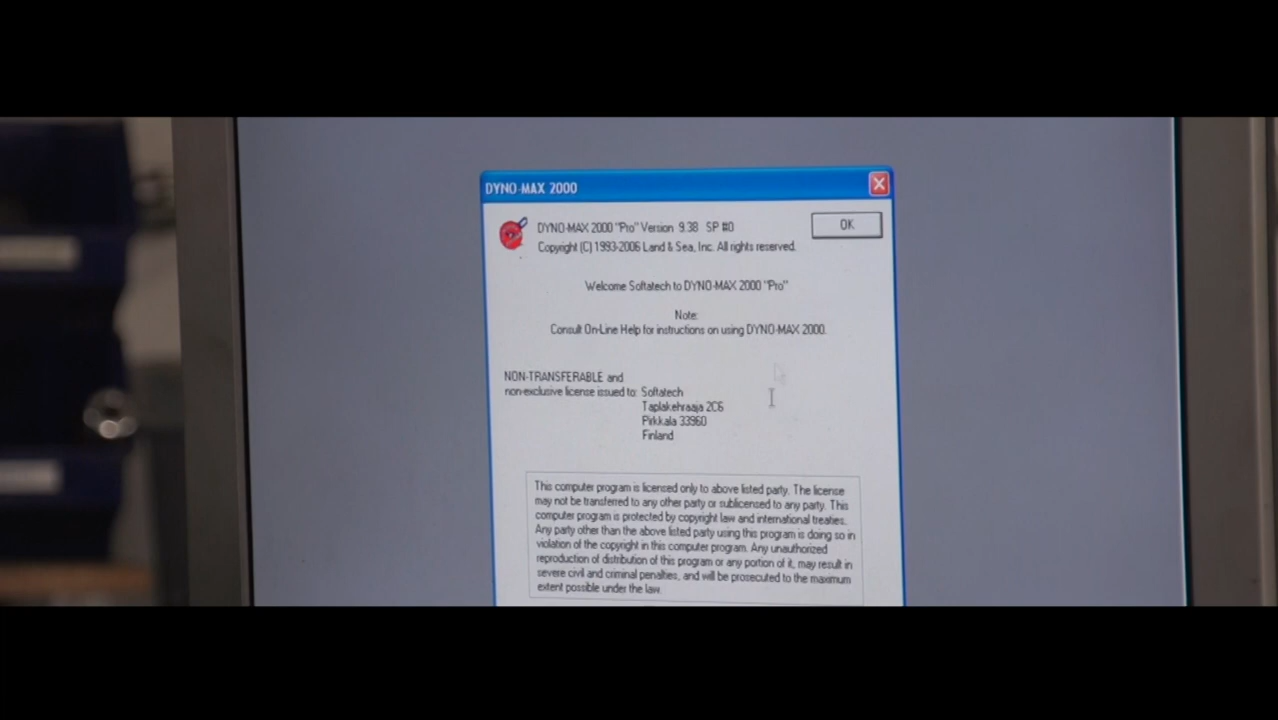 DYNO-MAX 2000
DYNO-MAX 2000 "Pro" Version 9.38 SP #0
OK
Copyright (C) 1993-2006 Land & Sea, Inc. All rights reserved.
Welcome Softatech to DYNO-MAX 2000 "Pro"
Note:
Consult On-Line Help for instructions on using DYNO-MAX 2000.
NON-TRANSFERABLE and
non-exclusive license issued to: Softatech
Taplakehraaja 2C6
Pirkkala 33960
Finland
This computer program is licensed only to above listed party. The license
may not be transferred to any other party or sublicensed to any party. This
computer program is protected by copyright law and international treaties.
Any party other than the above listed party using this program is doing so in
violation of the copyright in this computer program. Any unauthorized
reproduction of distribution of this program or any portion of it, may result in
severe civil and criminal penalties, and will be prosecuted to the maximum
extent possible under the law.